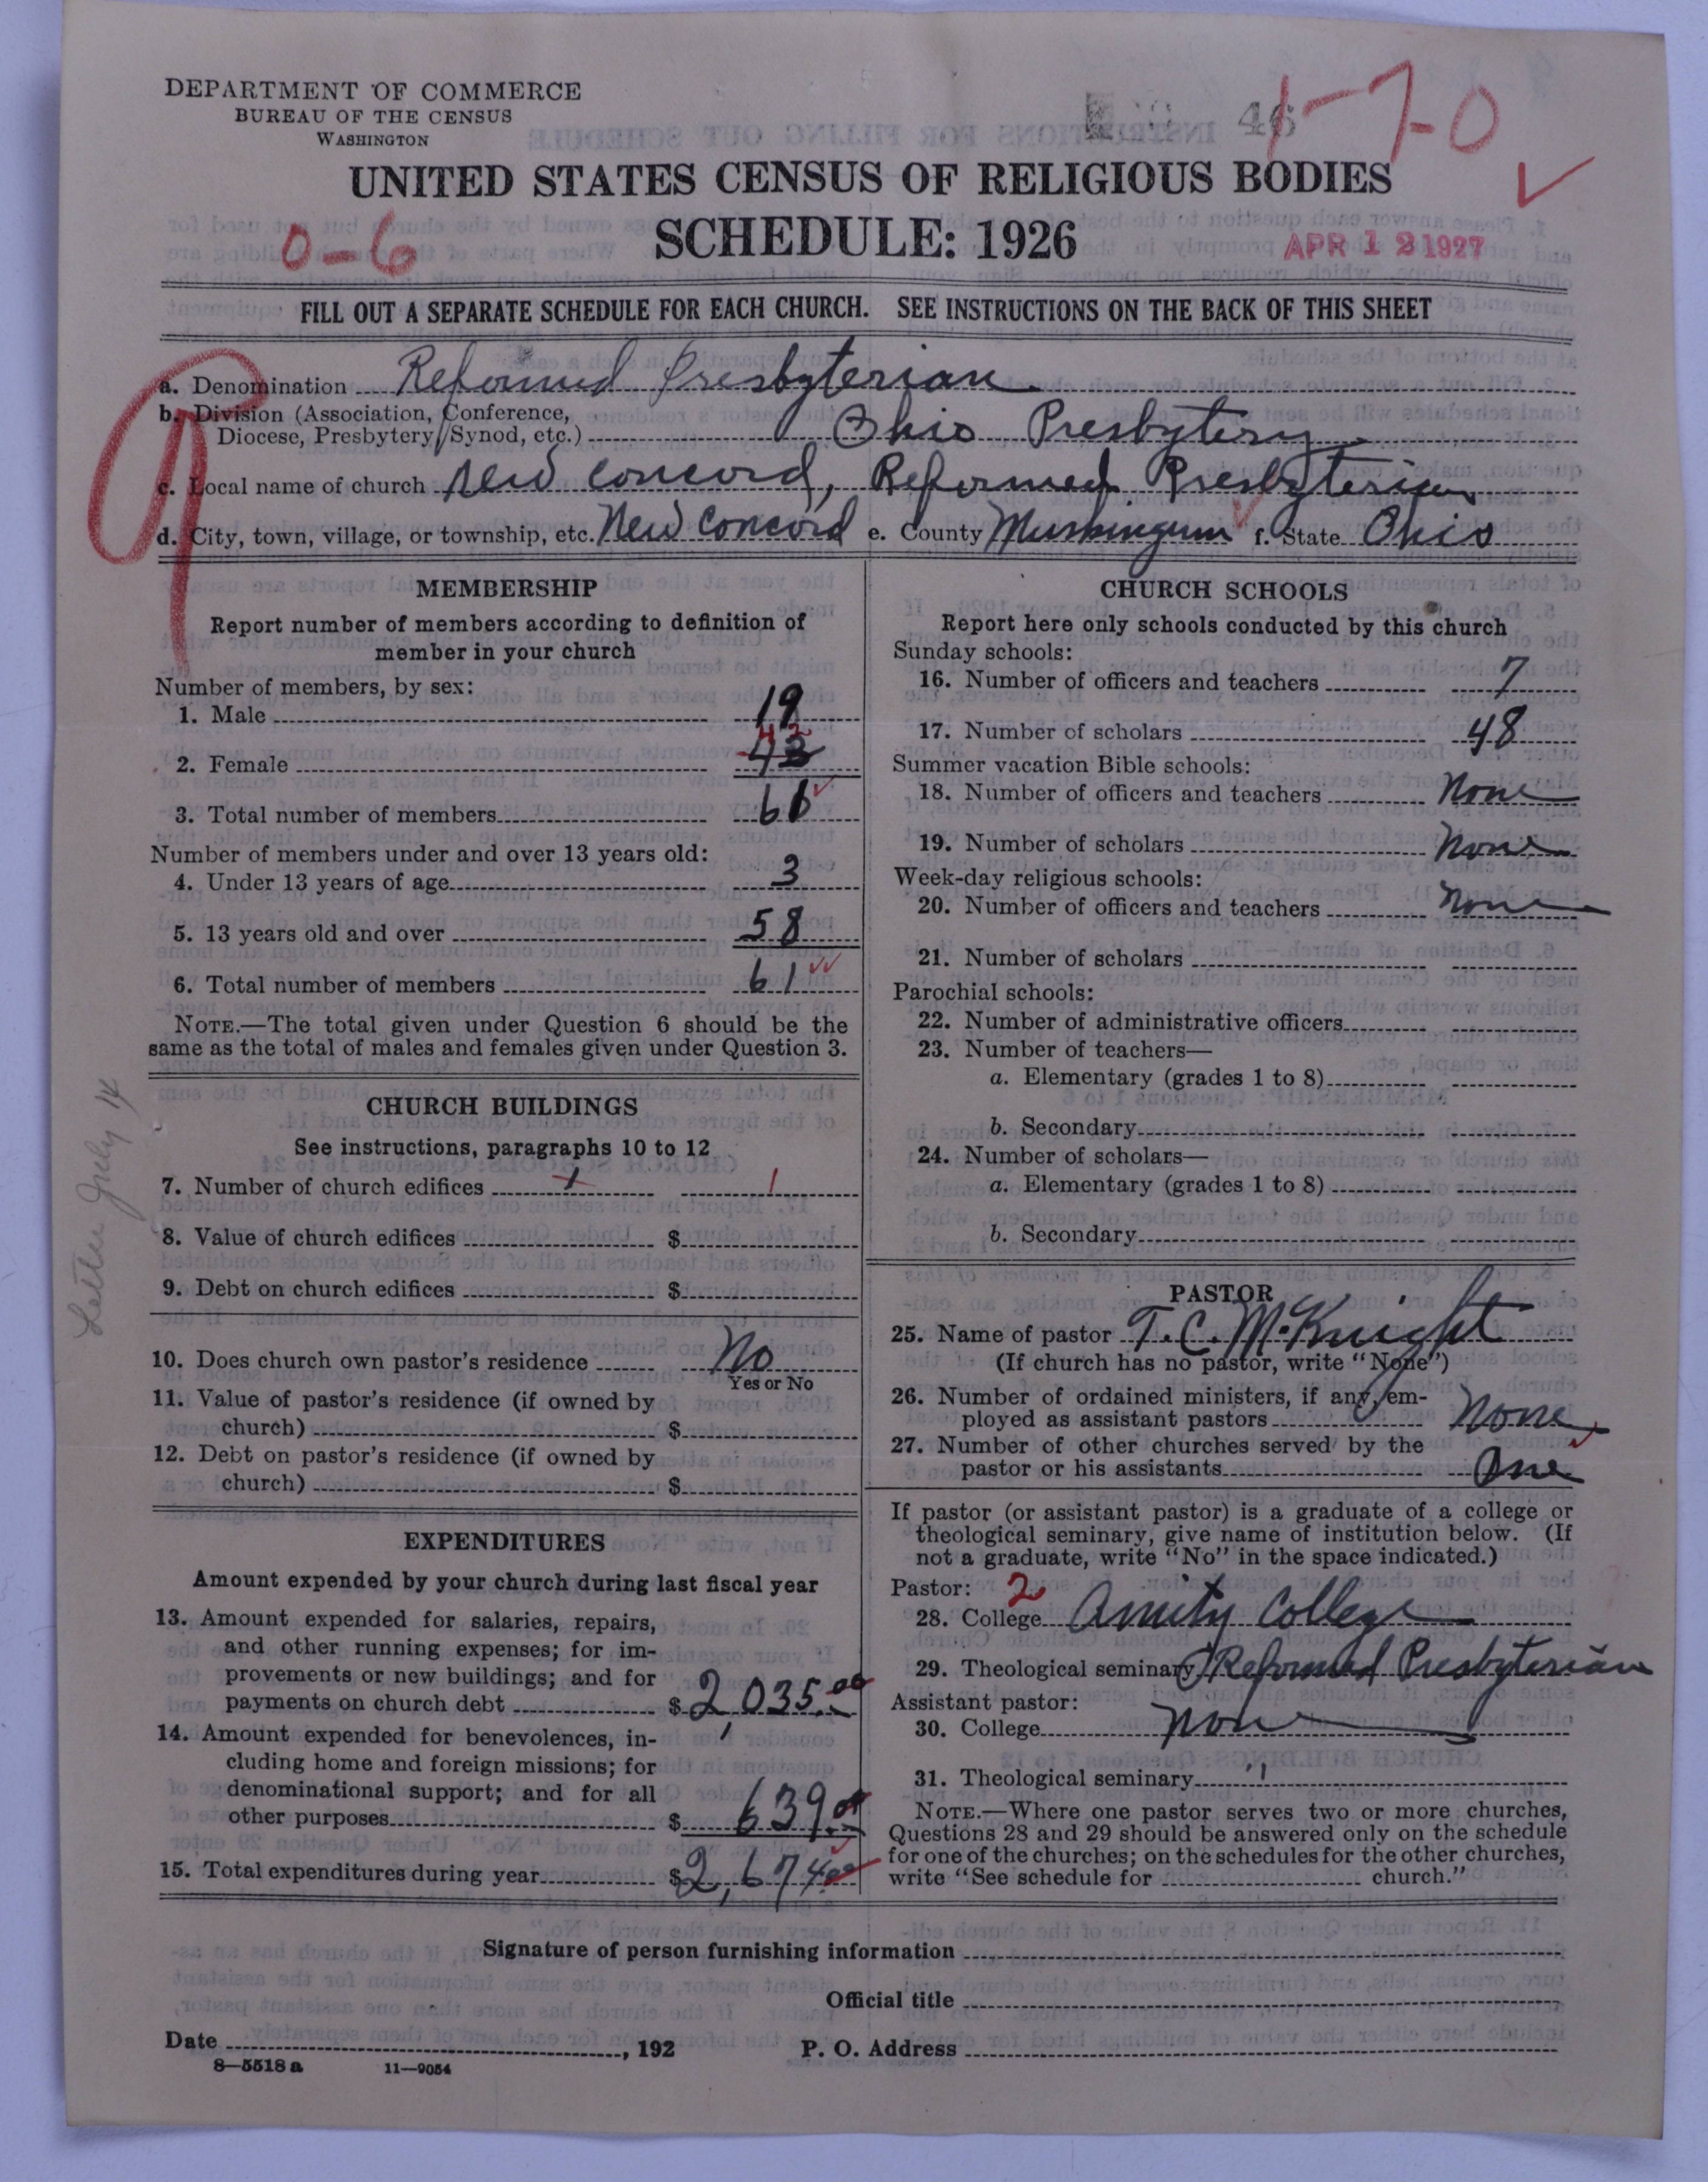 DEPARTMENT OF COMMERCE
BUREAU OF THE CENSUS
WASHINGTON
46
1-70
UNITED STATES CENSUS OF RELIGIOUS BODIES
0-6
SCHEDULE: 1926
APR 12 1927
FILL OUT A SEPARATE SCHEDULE FOR EACH CHURCH. SEE INSTRUCTIONS ON THE BACK OF THIS SHEET
a. Denomination Reformed Presbyterian
b. Division (Association, Conference,
Diocese, Presbytery, Synod, etc.) Ohio Presbytery
c. Local name of church New Concord, Reformed Presbyterian
d. City, town, village, or township, etc. New Concord e. County Muskingum f. State Ohio
MEMBERSHIP
Report number of members according to definition of
member in your church
Number of members, by sex:
1. Male 19
42
2. Female 43
3. Total number of members 61
Number of members under and over 13 years old:
4. Under 13 years of age 3
5. 13 years old and over 58
6. Total number of members 61
NOTE.—The total given under Question 6 should be the
same as the total of males and females given under Question 3.
Letter July 14
CHURCH BUILDINGS
See instructions, paragraphs 10 to 12
7. Number of church edifices 1 1
8. Value of church edifices $
9. Debt on church edifices $
10. Does church own pastor's residence No
Yes or No
11. Value of pastor's residence (if owned by
church) $
12. Debt on pastor's residence (if owned by
church) $
EXPENDITURES
Amount expended by your church during last fiscal year
13. Amount expended for salaries, repairs,
and other running expenses; for im-
provements or new buildings; and for
payments on church debt $ 2,035.00
14. Amount expended for benevolences, in-
cluding home and foreign missions; for
denominational support; and for all
other purposes $ 639.00
15. Total expenditures during year $ 2,674.00
CHURCH SCHOOLS
Report here only schools conducted by this church
Sunday schools:
16. Number of officers and teachers 7
17. Number of scholars 48
Summer vacation Bible schools:
18. Number of officers and teachers None
19. Number of scholars None
Week-day religious schools:
20. Number of officers and teachers None
21. Number of scholars
Parochial schools:
22. Number of administrative officers
23. Number of teachers—
a. Elementary (grades 1 to 8)
b. Secondary
24. Number of scholars—
a. Elementary (grades 1 to 8)
b. Secondary
PASTOR
25. Name of pastor T. C. McKnight
(If church has no pastor, write "None")
26. Number of ordained ministers, if any, em-
ployed as assistant pastors None
27. Number of other churches served by the
pastor or his assistants One
If pastor (or assistant pastor) is a graduate of a college or
theological seminary, give name of institution below. (If
not a graduate, write "No" in the space indicated.)
Pastor: 2
28. College Amity College
29. Theological seminary Reformed Presbyterian
Assistant pastor:
30. College None
31. Theological seminary "
NOTE.—Where one pastor serves two or more churches,
Questions 28 and 29 should be answered only on the schedule
for one of the churches; on the schedules for the other churches,
write "See schedule for church."
Signature of person furnishing information
Official title
Date , 192 P. O. Address
8—5518 a 11—9054